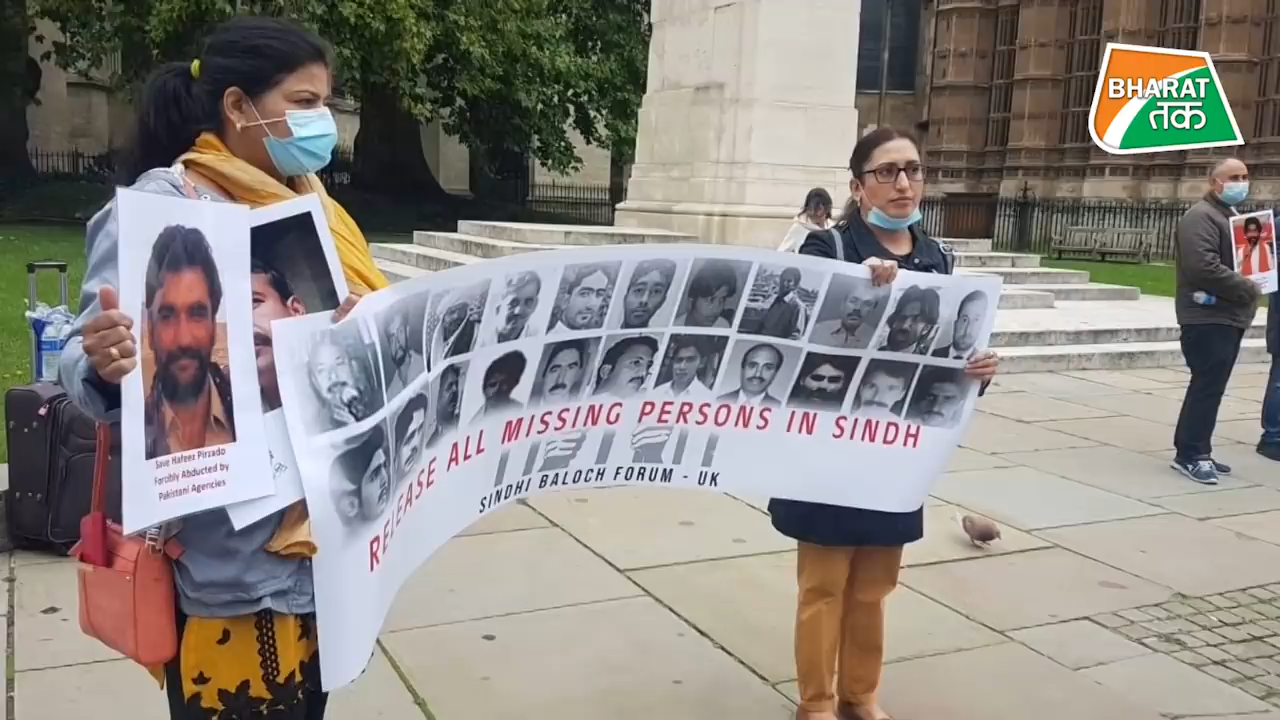 BHARAT
तक
Save Hafeez Pirzado
Forcibly Abducted by
Pakistani Agencies
RELEASE ALL MISSING PERSONS IN SINDH
SINDHI BALOCH FORUM - UK